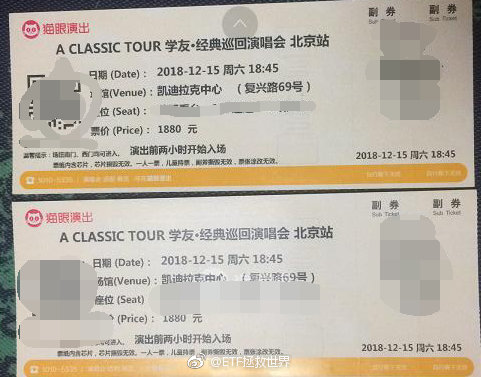 猫眼演出
副 券
Sub Ticket
A CLASSIC TOUR 学友·经典巡回演唱会 北京站
日期 (Date): 2018-12-15 周六 18:45
馆(Venue): 凯迪拉克中心 (复兴路69号)
位 (Seat):
票价 (Price): 1880 元
演出前两小时开始入场
2018-12-15 周六 18:45
猫眼演出
副 券
Sub Ticket
副 券
Sub Ticket
A CLASSIC TOUR 学友·经典巡回演唱会 北京站
日期 (Date): 2018-12-15 周六 18:45
场馆(Venue): 凯迪拉克中心 (复兴路69号)
座位 (Seat)
(Price): 1880 元
演出前两小时开始入场
2018-12-15 周六 18:45
@ETF拯救世界